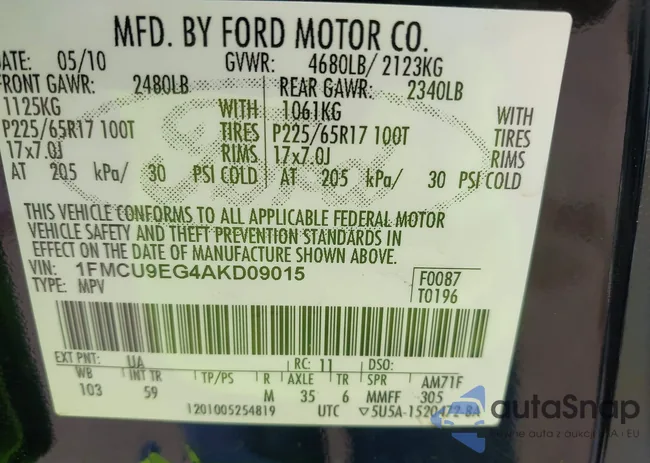 MFD. BY FORD MOTOR CO.
DATE: 05/10 GVWR: 4680LB/ 2123KG
FRONT GAWR: 2480LB REAR GAWR: 2340LB
1125KG WITH 1061KG WITH
P225/65R17 100T TIRES P225/65R17 100T TIRES
17x7.0J RIMS 17x7.0J RIMS
AT 205 kPa/ 30 PSI COLD AT 205 kPa/ 30 PSI COLD
Ford
THIS VEHICLE CONFORMS TO ALL APPLICABLE FEDERAL MOTOR
VEHICLE SAFETY AND THEFT PREVENTION STANDARDS IN
EFFECT ON THE DATE OF MANUFACTURE SHOWN ABOVE.
VIN: 1FMCU9EG4AKD09015 F0087
TYPE: MPV T0196
EXT PNT: UA RC: 11 DSO:
WB INT TR TP/PS R AXLE TR SPR AM71F
103 59 M 35 6 MMFF 305
1201005254819 UTC ▽5U5A-1520472-BA
autaSnap